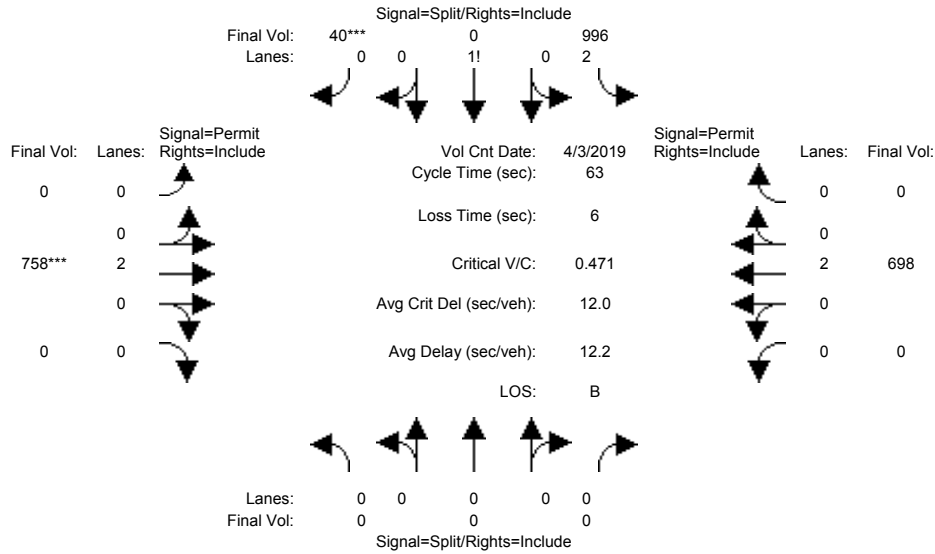 Signal=Split/Rights=Include
Final Vol: 40*** 0 996
Lanes: 0 0 1! 0 2
Signal=Permit
Final Vol: Lanes: Rights=Include
Vol Cnt Date: 4/3/2019
Signal=Permit
Rights=Include Lanes: Final Vol:
Cycle Time (sec): 63
0 0
0 0
Loss Time (sec): 6
0
0
758*** 2
Critical V/C: 0.471
2 698
0
Avg Crit Del (sec/veh): 12.0
0
0 0
Avg Delay (sec/veh): 12.2
0 0
LOS: B
Lanes: 0 0 0 0 0
Final Vol: 0 0 0
Signal=Split/Rights=Include